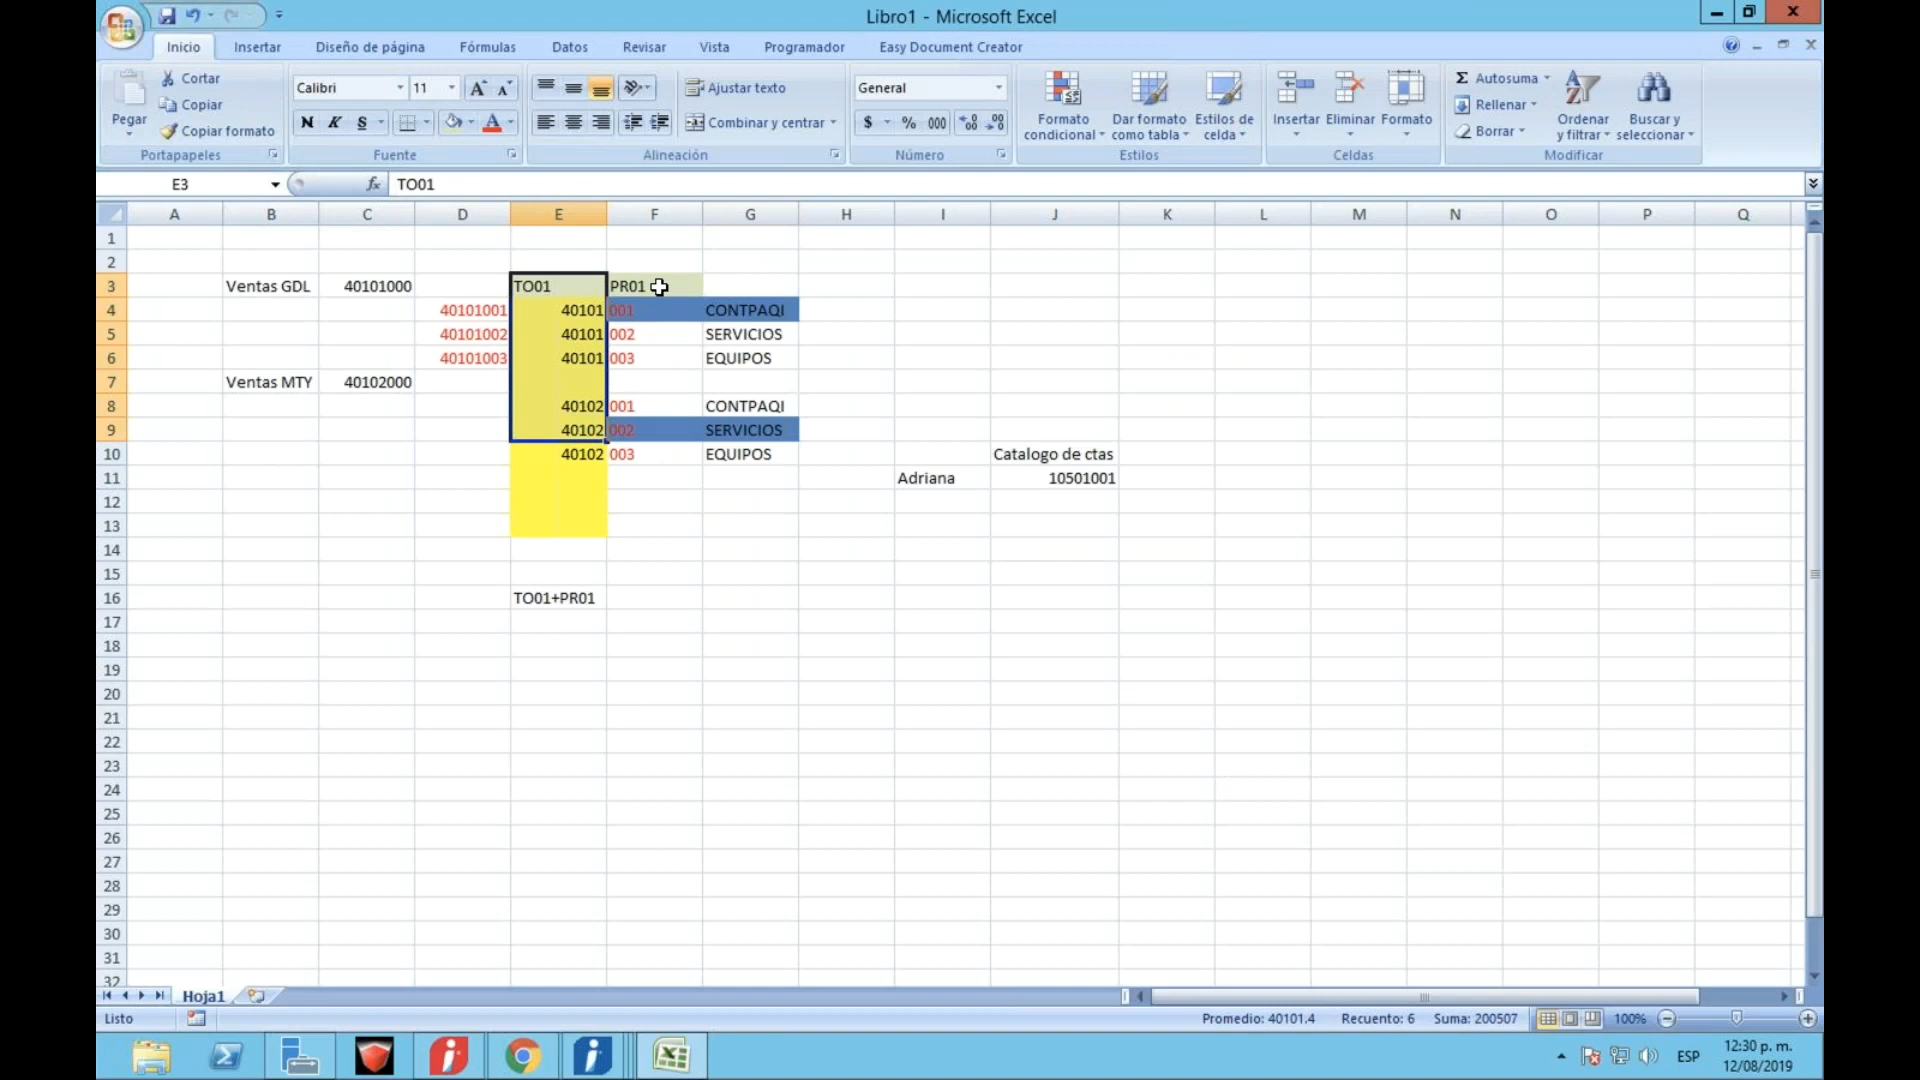 Libro1 - Microsoft Excel
Inicio Insertar Diseño de página Fórmulas Datos Revisar Vista Programador Easy Document Creator
Pegar
Cortar
Copiar
Copiar formato
Portapapeles
Calibri 11
N K S
Fuente
Ajustar texto
Combinar y centrar
Alineación
General
$ % 000
Número
Formato condicional
Dar formato como tabla
Estilos de celda
Estilos
Insertar Eliminar Formato
Celdas
Σ Autosuma
Rellenar
Borrar
Ordenar y filtrar
Buscar y seleccionar
Modificar
E3 fx TO01
A B C D E F G H I J K L M N O P Q
1
2
3 Ventas GDL 40101000 TO01 PR01
4 40101001 40101 001 CONTPAQI
5 40101002 40101 002 SERVICIOS
6 40101003 40101 003 EQUIPOS
7 Ventas MTY 40102000
8 40102 001 CONTPAQI
9 40102 002 SERVICIOS
10 40102 003 EQUIPOS Catalogo de ctas
11 Adriana 10501001
12
13
14
15
16 TO01+PR01
17
18
19
20
21
22
23
24
25
26
27
28
29
30
31
32
Hoja1
Listo Promedio: 40101.4 Recuento: 6 Suma: 200507 100%
ESP
12:30 p. m.
12/08/2019